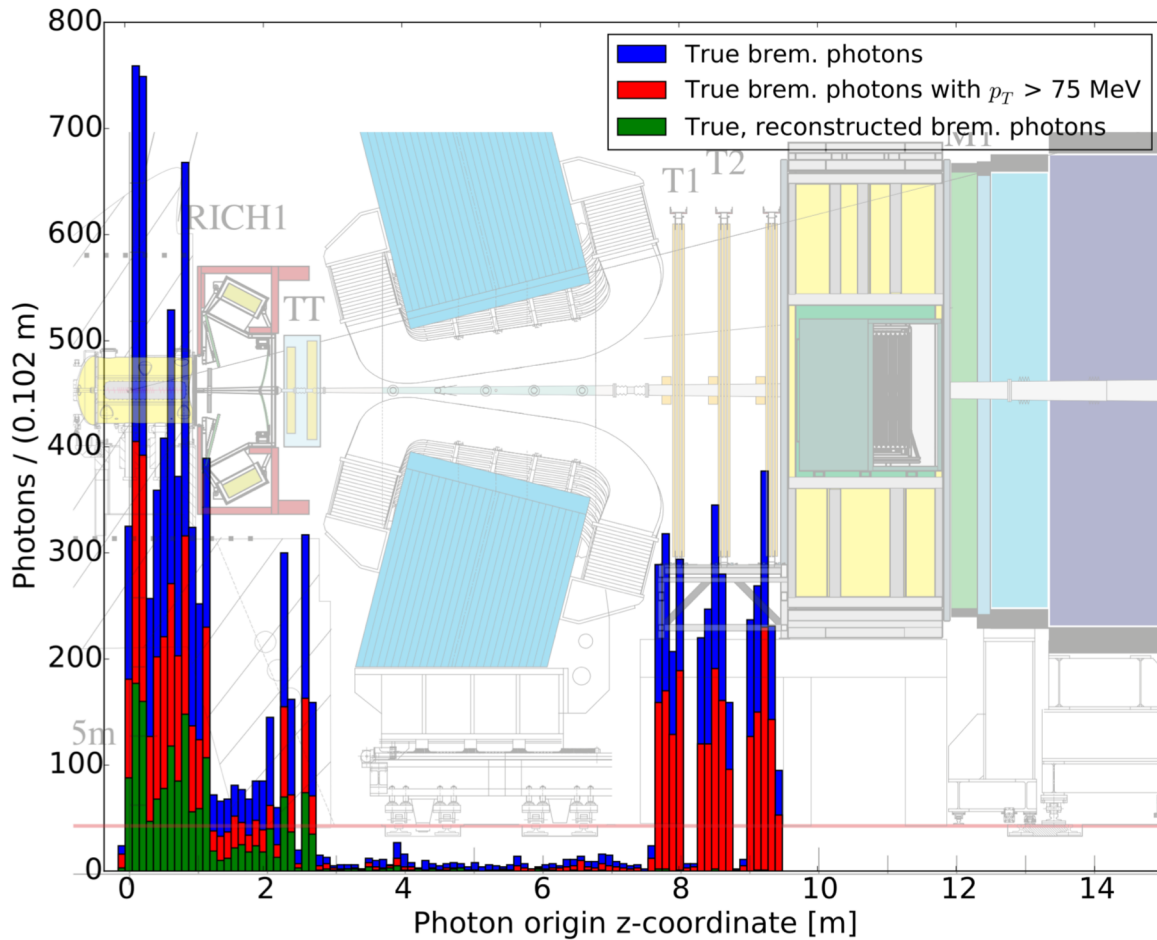 800
700
600
500
400
300
200
100
0
Photons / (0.102 m)
True brem. photons
True brem. photons with p_T > 75 MeV
True, reconstructed brem. photons
M1
T2
T1
RICH1
TT
5m
0
2
4
6
8
10
12
14
Photon origin z-coordinate [m]